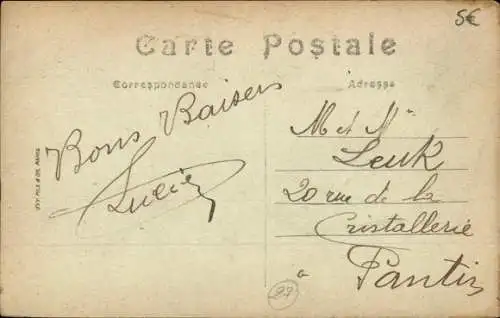 5€
Carte Postale
Correspondance
Adresse
Bons Baisers
Lucie
M et Mme
Leuk
20 rue de la
Cristallerie
à
Pantin